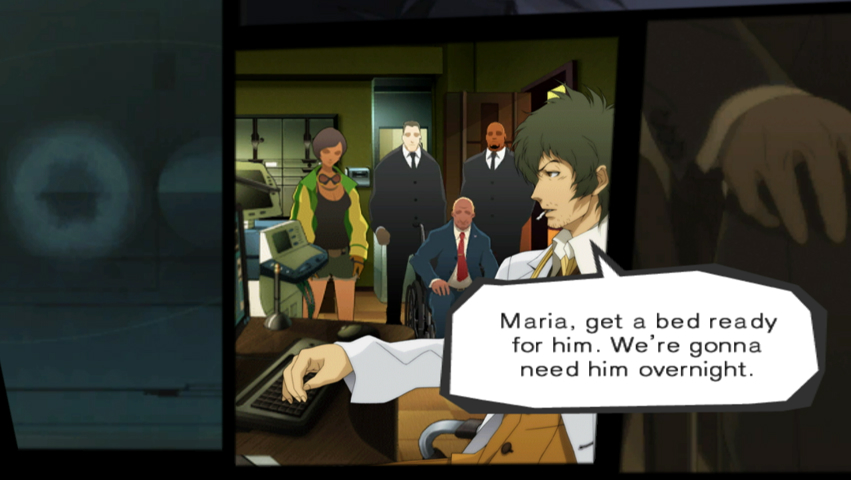 Maria, get a bed ready
for him. We're gonna
need him overnight.